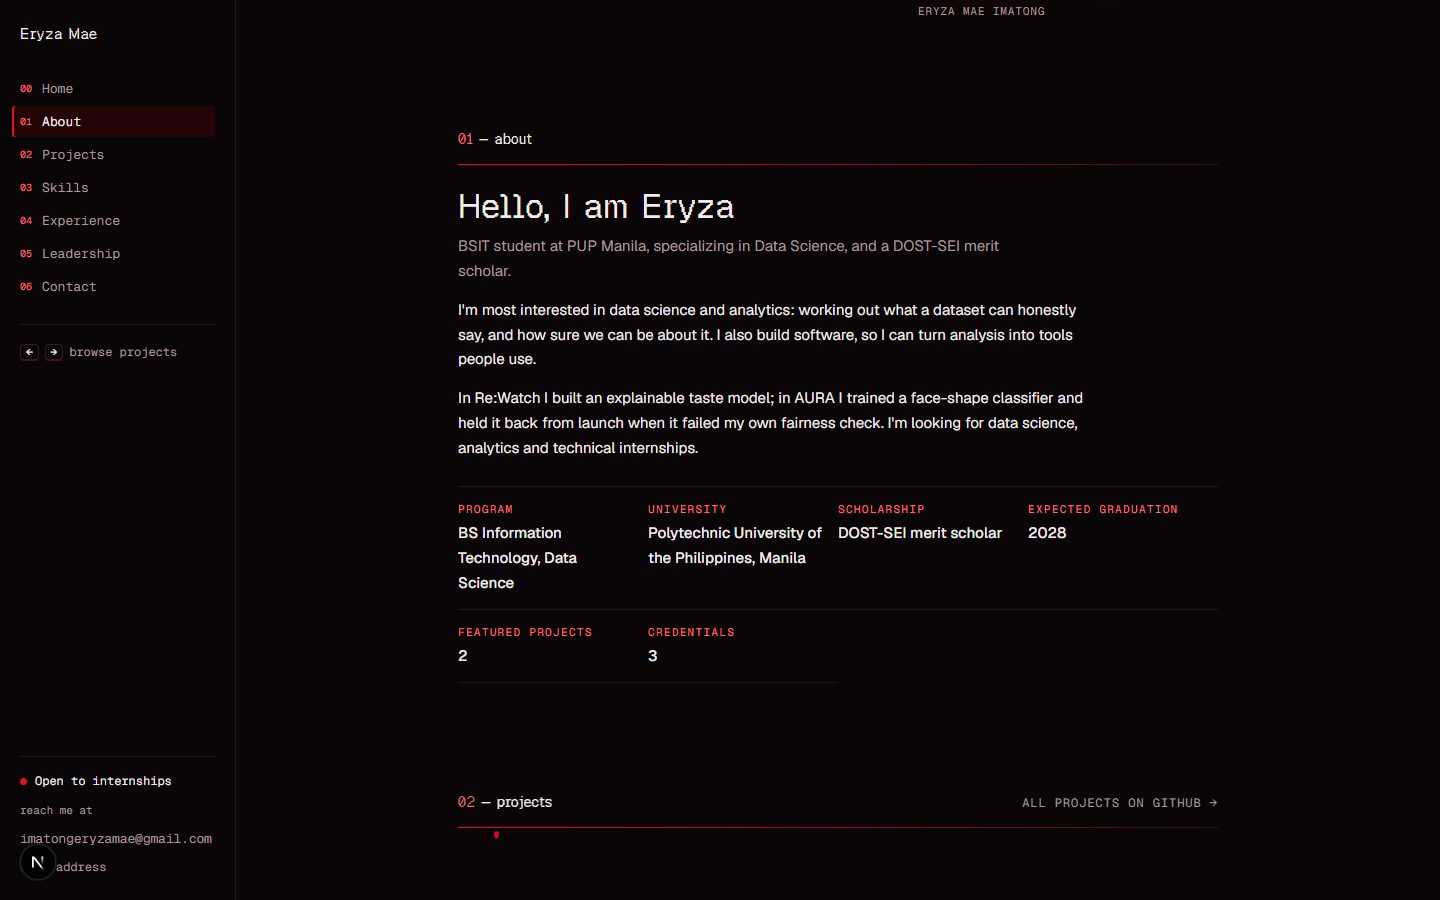 Eryza Mae
00 Home
01 About
02 Projects
03 Skills
04 Experience
05 Leadership
06 Contact
← → browse projects
Open to internships
reach me at
imatongeryzamae@gmail.com
N address
ERYZA MAE IMATONG
01 — about
Hello, I am Eryza
BSIT student at PUP Manila, specializing in Data Science, and a DOST-SEI merit
scholar.
I'm most interested in data science and analytics: working out what a dataset can honestly
say, and how sure we can be about it. I also build software, so I can turn analysis into tools
people use.
In Re:Watch I built an explainable taste model; in AURA I trained a face-shape classifier and
held it back from launch when it failed my own fairness check. I'm looking for data science,
analytics and technical internships.
PROGRAM
BS Information
Technology, Data
Science
UNIVERSITY
Polytechnic University of
the Philippines, Manila
SCHOLARSHIP
DOST-SEI merit scholar
EXPECTED GRADUATION
2028
FEATURED PROJECTS
2
CREDENTIALS
3
02 — projects
ALL PROJECTS ON GITHUB →